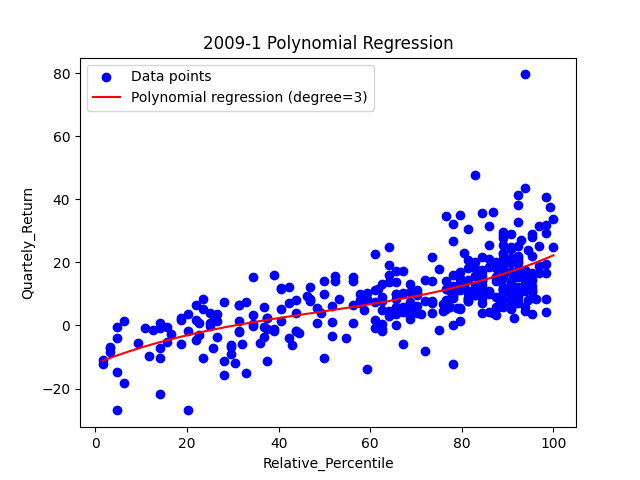 2009-1 Polynomial Regression
Data points
Polynomial regression (degree=3)
80
60
40
20
0
−20
Quartely_Return
0 20 40 60 80 100
Relative_Percentile